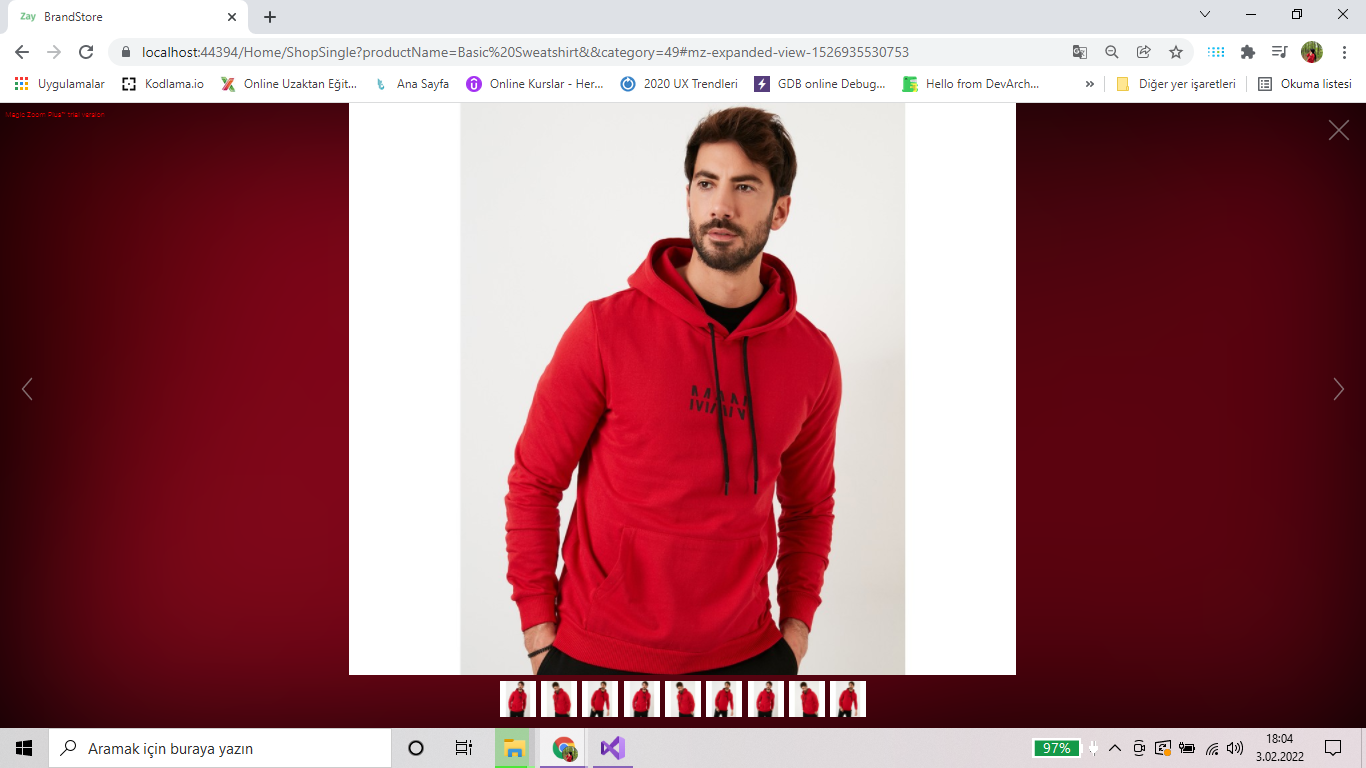 Zay BrandStore
localhost:44394/Home/ShopSingle?productName=Basic%20Sweatshirt&&category=49#mz-expanded-view-1526935530753
Uygulamalar Kodlama.io Online Uzaktan Eğit... Ana Sayfa Online Kurslar - Her... 2020 UX Trendleri GDB online Debug... Hello from DevArch... » Diğer yer işaretleri Okuma listesi
Magic Zoom Plus™ trial version
Aramak için buraya yazın
97%
18:04
3.02.2022